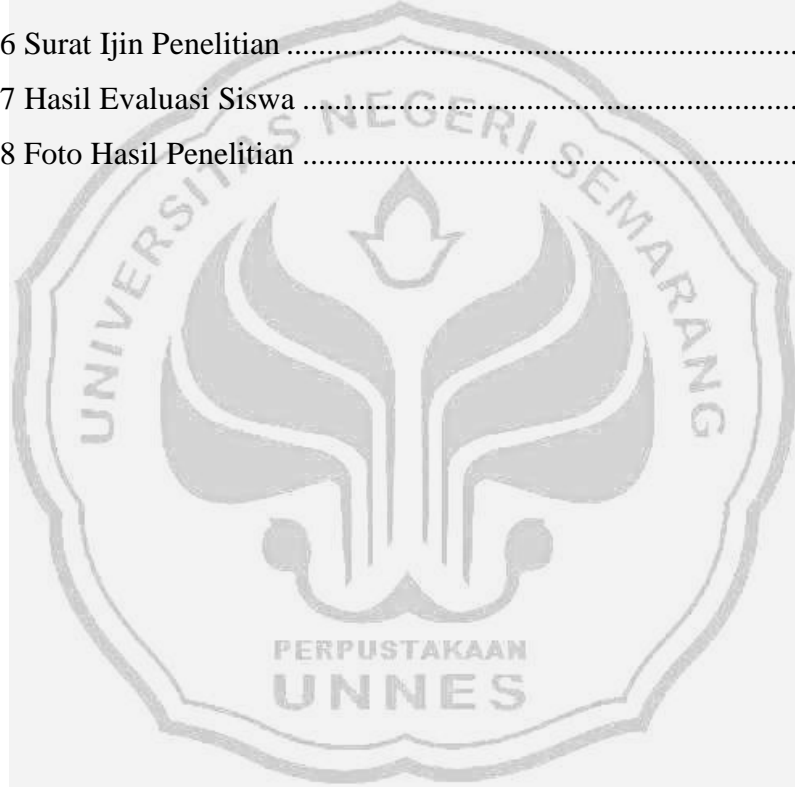 6 Surat Ijin Penelitian ................................................................
7 Hasil Evaluasi Siswa ..............................................................
8 Foto Hasil Penelitian ..............................................................
UNIVERSITAS NEGERI SEMARANG
PERPUSTAKAAN
UNNES